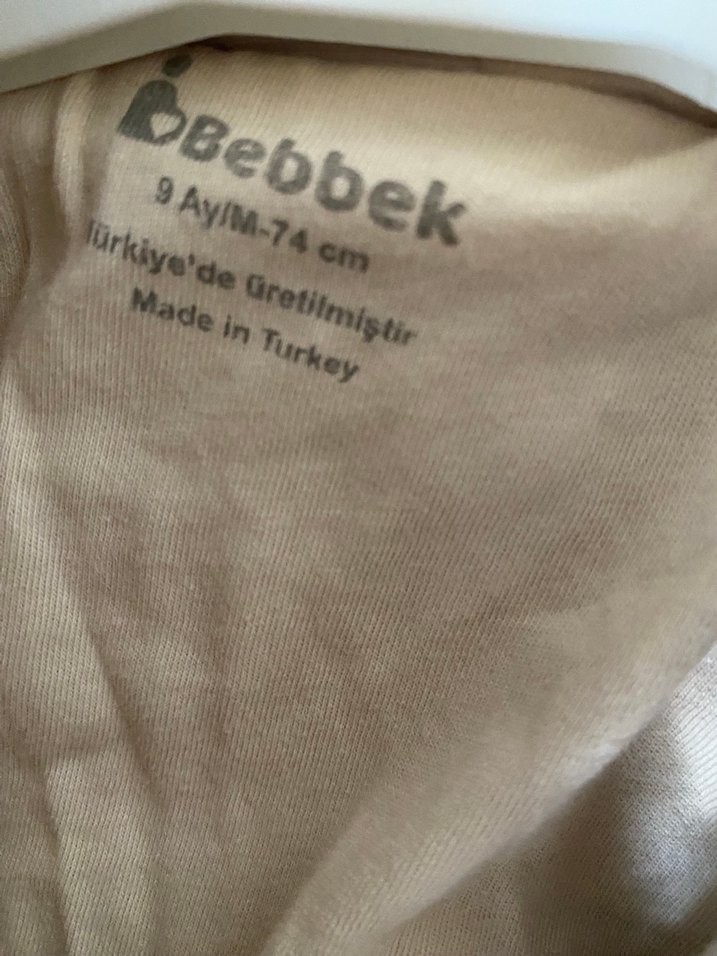 Bebbek
9 Ay/M-74 cm
Türkiye'de üretilmiştir
Made in Turkey